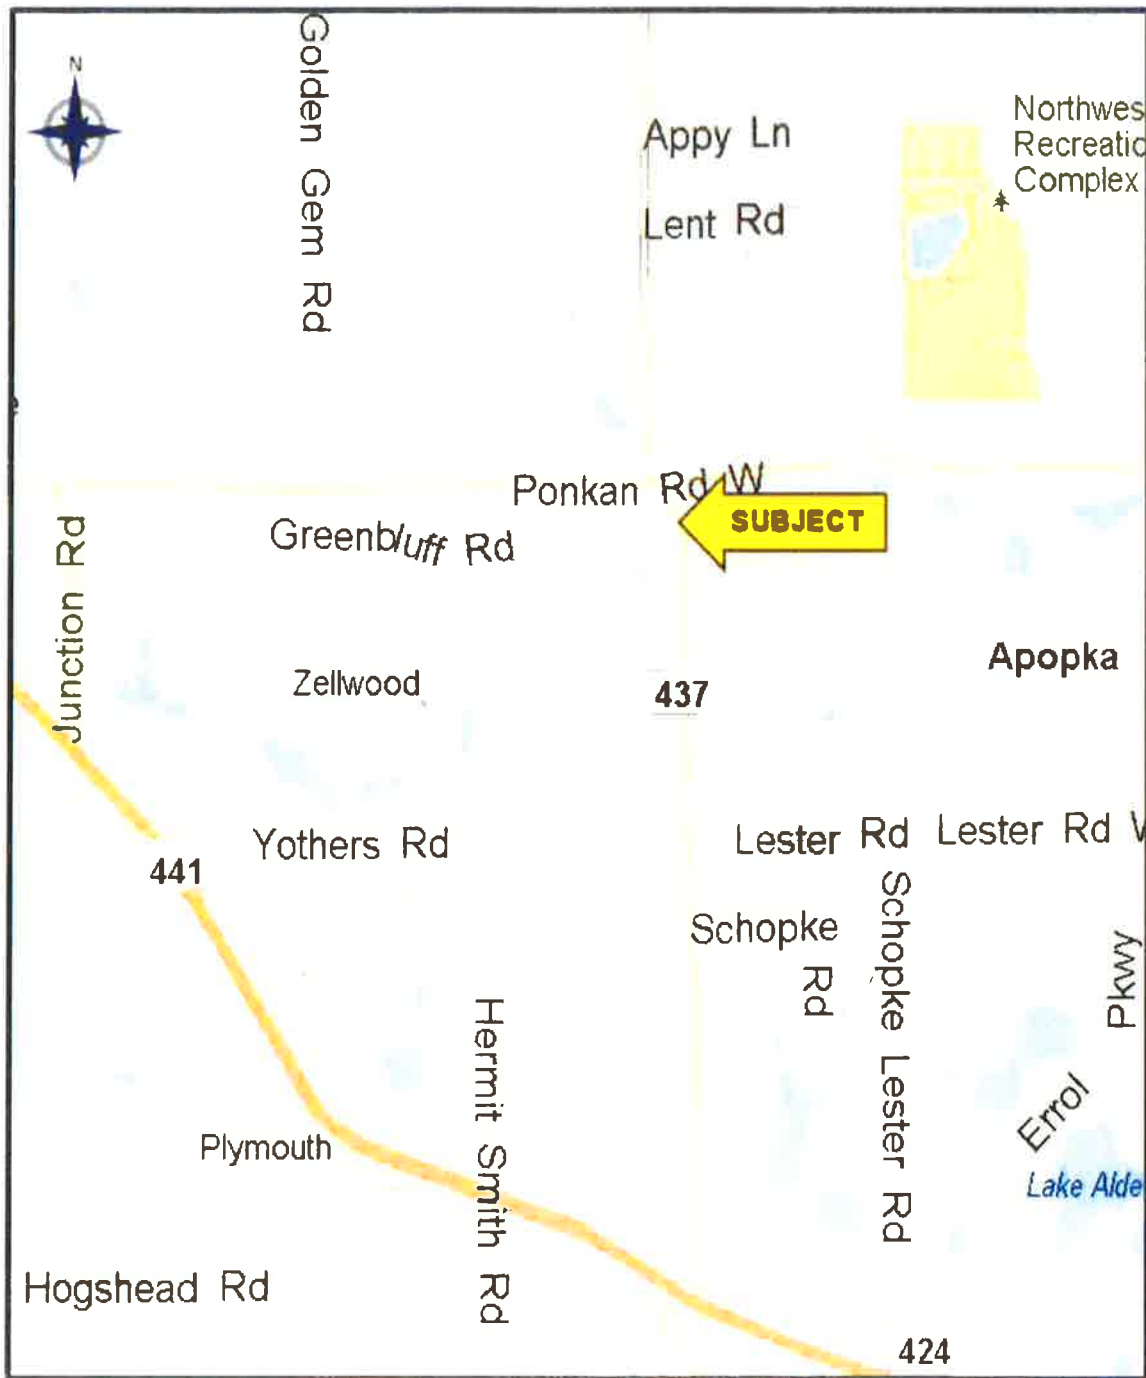 N
Golden Gem Rd
Appy Ln
Lent Rd
Northwes
Recreatio
Complex
Ponkan Rd W
SUBJECT
Greenbluff Rd
Junction Rd
Apopka
Zellwood
437
Yothers Rd
441
Lester Rd
Lester Rd W
Schopke
Rd
Schopke Lester Rd
Pkwy
Hermit Smith Rd
Errol
Plymouth
Lake Alde
Hogshead Rd
424